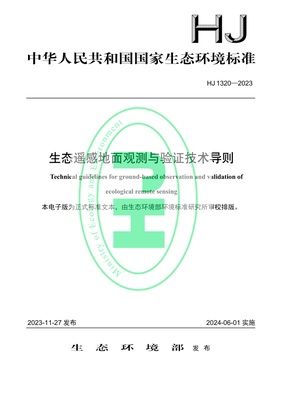 HJ
中华人民共和国国家生态环境标准
HJ 1320—2023
生态遥感地面观测与验证技术导则
Technical guidelines for ground-based observation and validation of
ecological remote sensing
本电子版为正式标准文本，由生态环境部环境标准研究所审校排版。
Ministry of Ecology and Environment
HJ
2023-11-27 发布
2024-06-01 实施
生 态 环 境 部 发 布